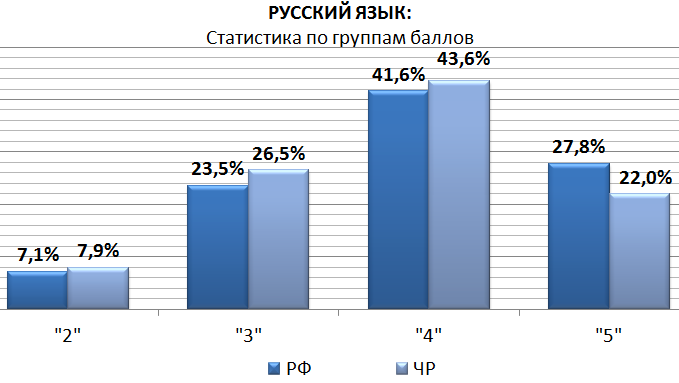 РУССКИЙ ЯЗЫК:
Статистика по группам баллов
41,6% 43,6%
23,5% 26,5% 27,8% 22,0%
7,1% 7,9%
"2" "3" "4" "5"
РФ ЧР